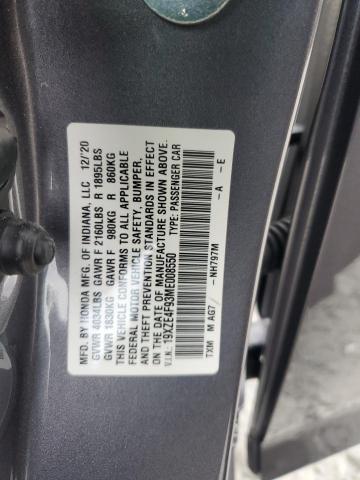 MFD. BY HONDA MFG. OF INDIANA, LLC 12/'20
GVWR 4034LBS GAWR F 2160LBS R 1895LBS
GVWR 1830KG GAWR F 980KG R 860KG
THIS VEHICLE CONFORMS TO ALL APPLICABLE
FEDERAL MOTOR VEHICLE SAFETY, BUMPER,
AND THEFT PREVENTION STANDARDS IN EFFECT
ON THE DATE OF MANUFACTURE SHOWN ABOVE.
V.I.N.: 19XZE4F93ME008550 TYPE: PASSENGER CAR
TXM M AG7/ -NH797M -A -E